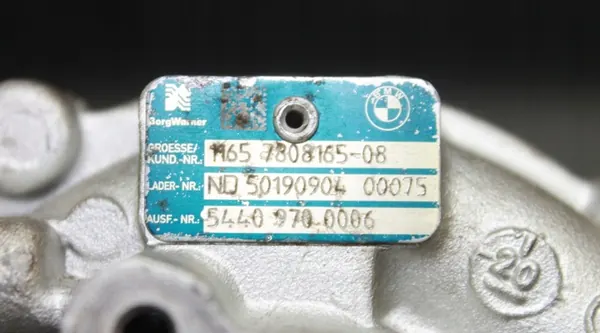 BorgWarner
BMW
GROESSE/
KUND.-NR.: 1165 7808165-08
LADER-NR.: ND 50190904 00075
AUSF.-NR.: 5440 970 0006
20